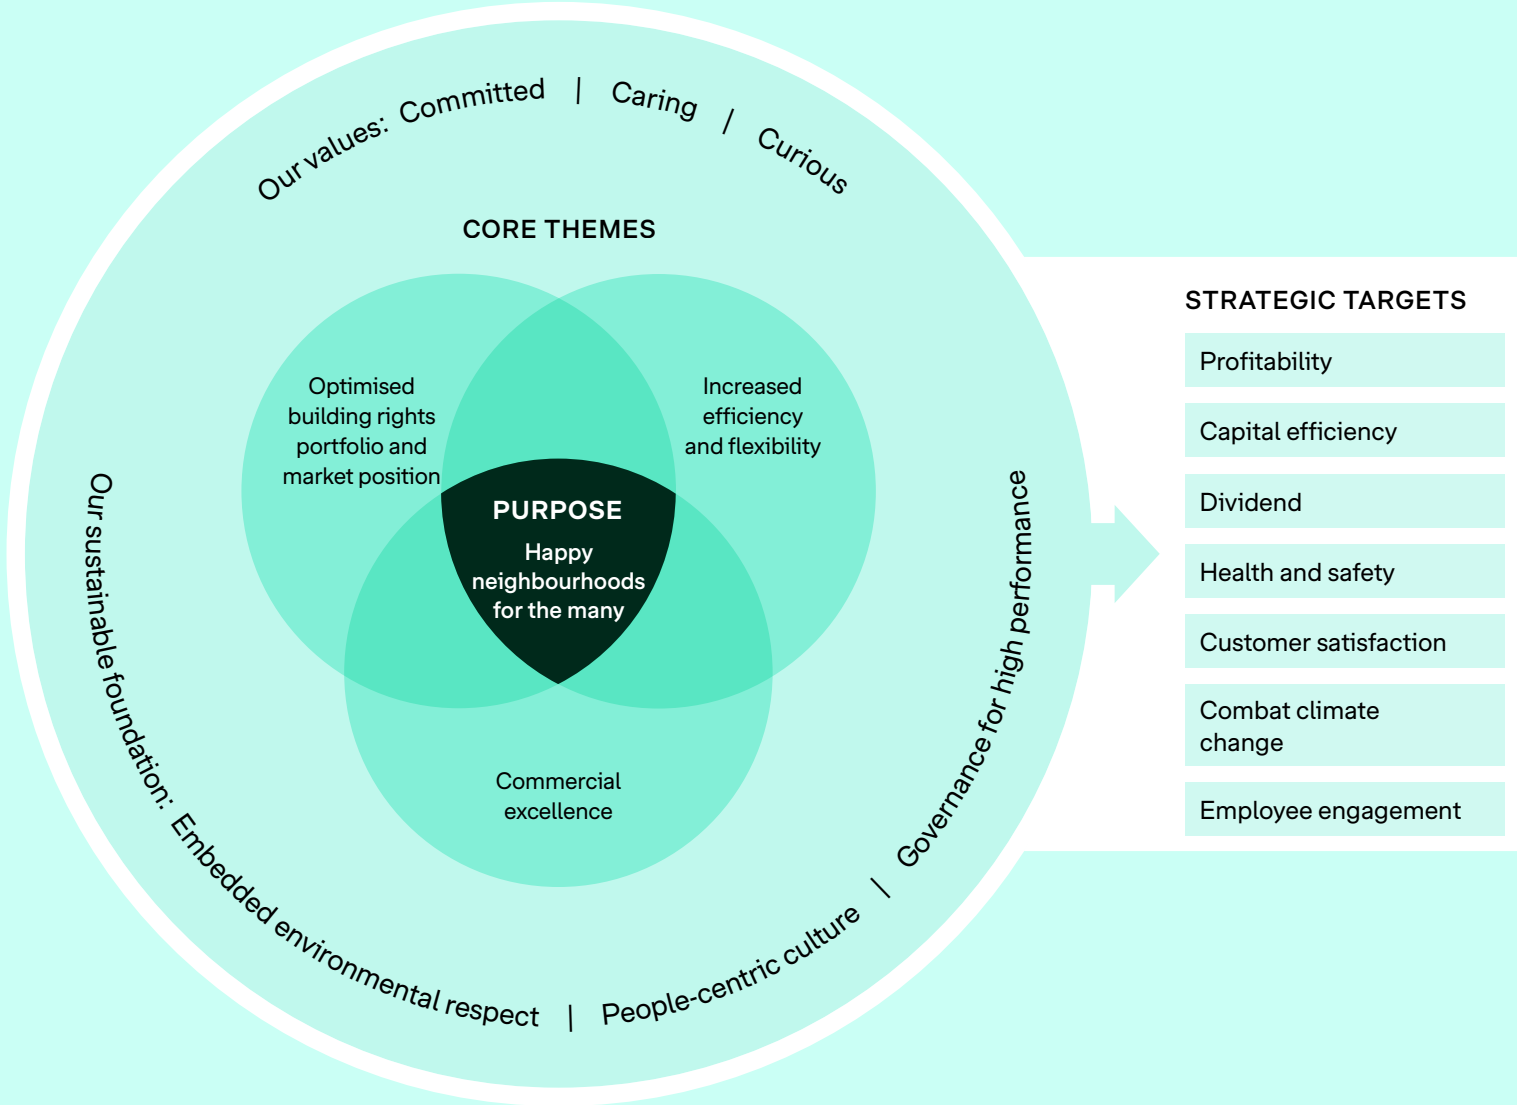 Our values: Committed | Caring | Curious
CORE THEMES
Optimised
building rights
portfolio and
market position
Increased
efficiency
and flexibility
PURPOSE
Happy
neighbourhoods
for the many
Commercial
excellence
Our sustainable foundation: Embedded environmental respect | People-centric culture | Governance for high performance
STRATEGIC TARGETS
Profitability
Capital efficiency
Dividend
Health and safety
Customer satisfaction
Combat climate
change
Employee engagement